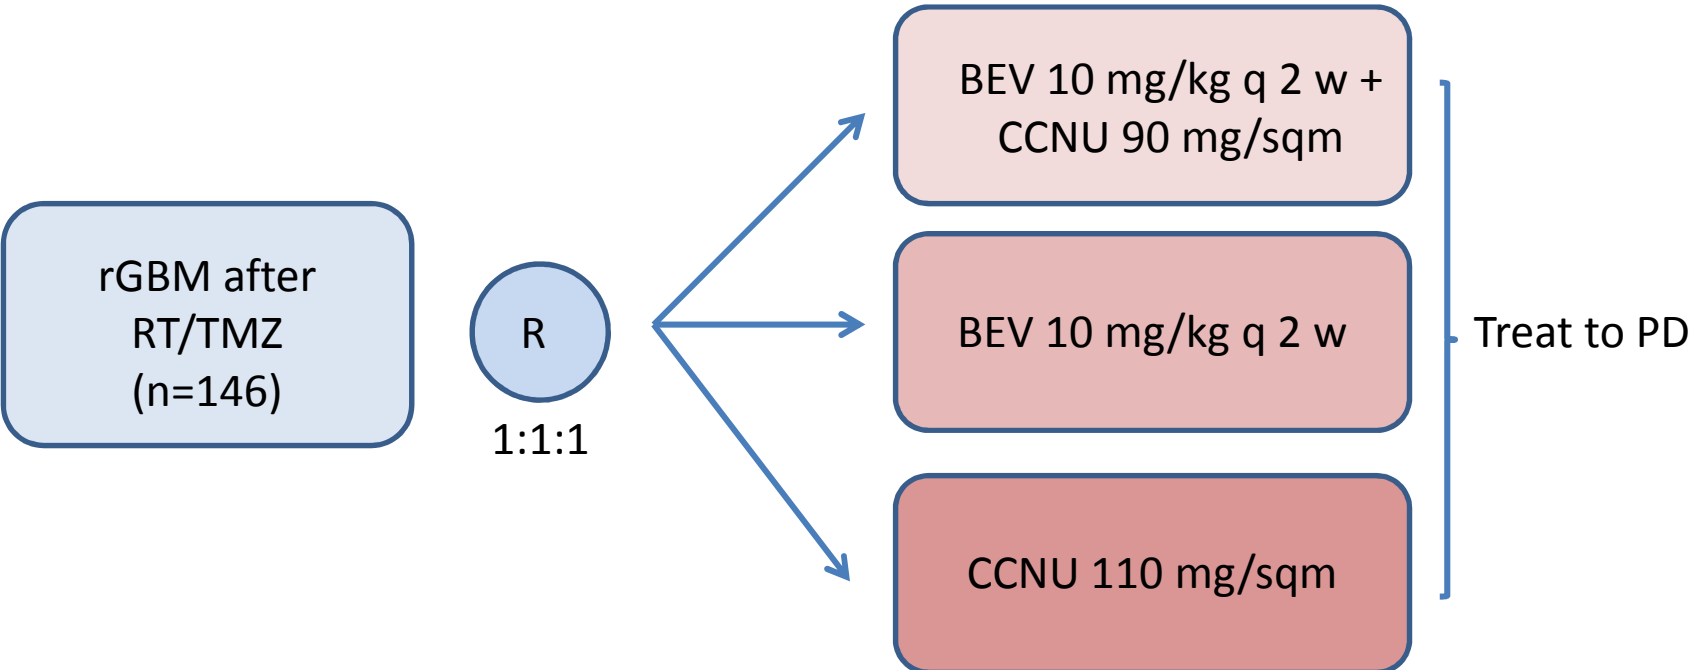 rGBM after
RT/TMZ
(n=146)
R
1:1:1
BEV 10 mg/kg q 2 w +
CCNU 90 mg/sqm
BEV 10 mg/kg q 2 w
CCNU 110 mg/sqm
Treat to PD